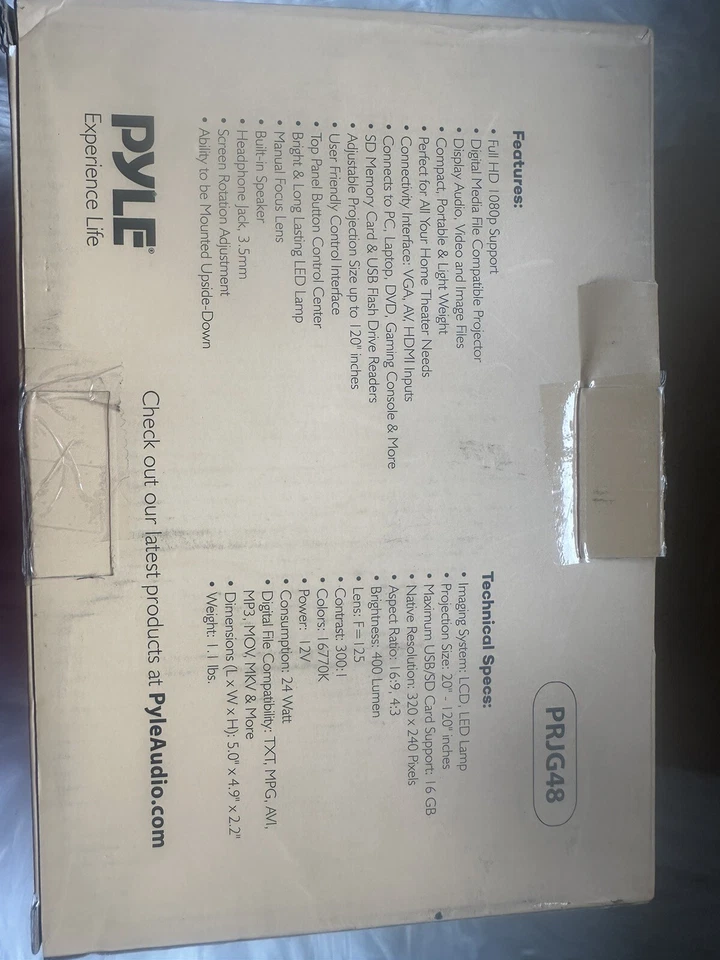 PRJG48
Features:
• Full HD 1080p Support
• Digital Media File Compatible Projector
• Display Audio, Video and Image Files
• Compact, Portable & Light Weight
• Perfect for All Your Home Theater Needs
• Connectivity Interface: VGA, AV, HDMI Inputs
• Connects to PC, Laptop, DVD, Gaming Console & More
• SD Memory Card & USB Flash Drive Readers
• Adjustable Projection Size up to 120" inches
• User Friendly Control Interface
• Top Panel Button Control Center
• Bright & Long Lasting LED Lamp
• Manual Focus Lens
• Built-in Speaker
• Headphone Jack, 3.5mm
• Screen Rotation Adjustment
• Ability to be Mounted Upside-Down
Technical Specs:
• Imaging System: LCD, LED Lamp
• Projection Size: 20" - 120" inches
• Maximum USB/SD Card Support: 16 GB
• Native Resolution: 320 x 240 Pixels
• Aspect Ratio: 16:9, 4:3
• Brightness: 400 Lumen
• Lens: F=125
• Contrast: 300:1
• Colors: 16770K
• Power: 12V
• Consumption: 24 Watt
• Digital File Compatibility: TXT, MPG, AVI,
MP3, MOV, MKV & More
• Dimensions (L x W x H): 5.0" x 4.9" x 2.2"
• Weight: 1.1 lbs.
PYLE®
Experience Life
Check out our latest products at PyleAudio.com